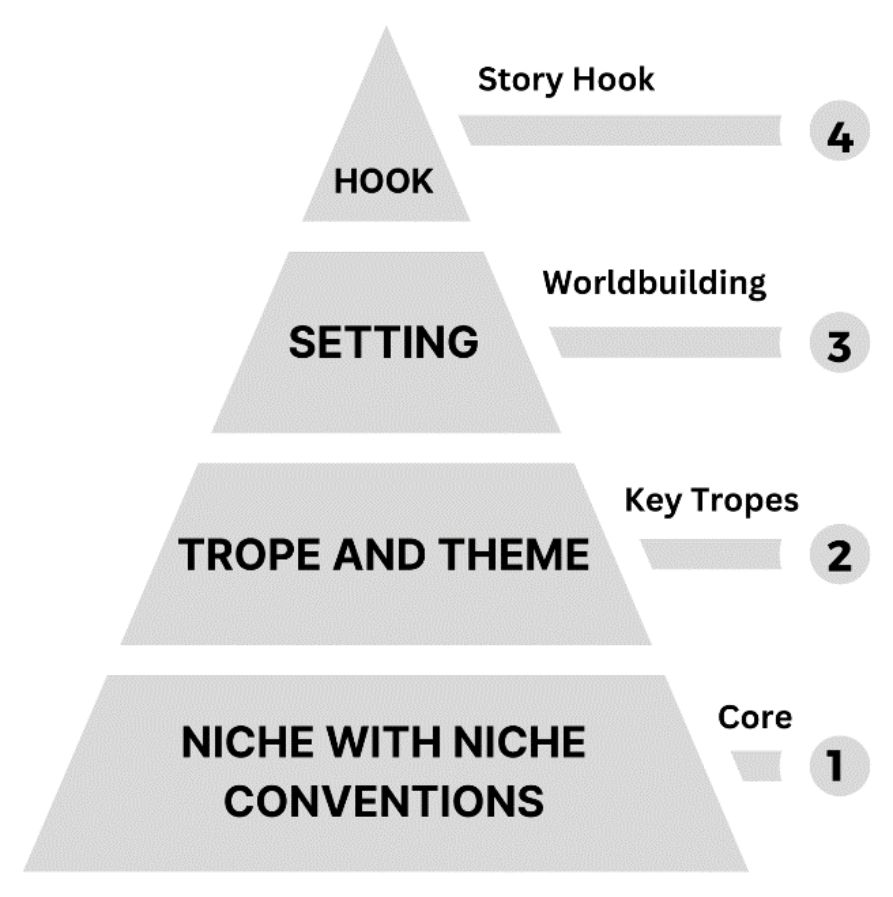 Story Hook
4
HOOK
Worldbuilding
3
SETTING
Key Tropes
2
TROPE AND THEME
Core
1
NICHE WITH NICHE
CONVENTIONS